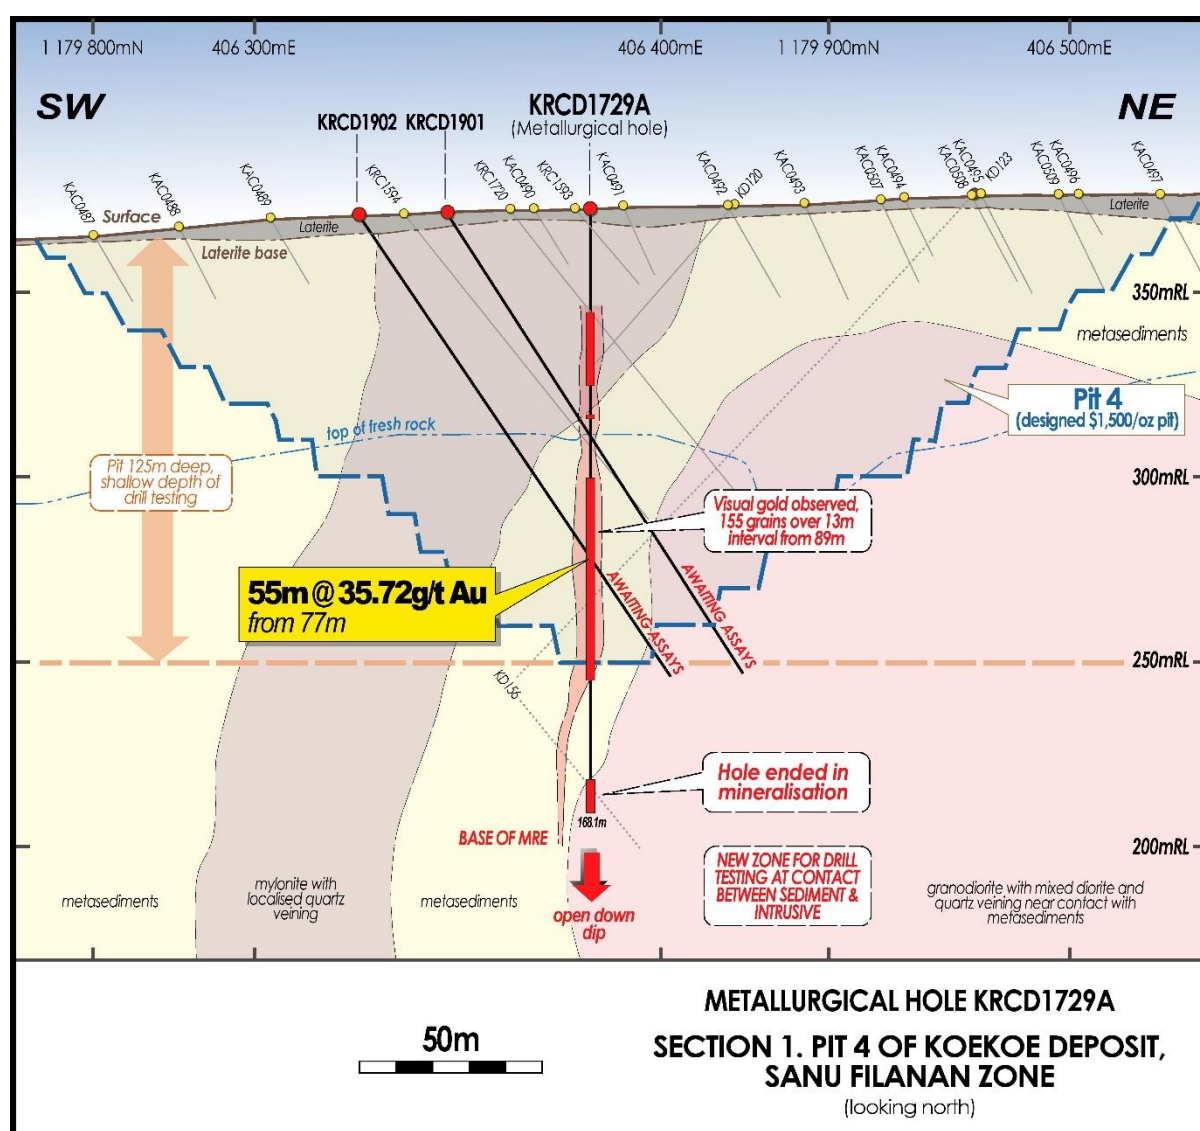 1 179 800mN
406 300mE
406 400mE
1 179 900mN
406 500mE
SW
NE
KRCD1902
KRCD1901
KRCD1729A
(Metallurgical hole)
KAC0487
KAC0488
KAC0489
KRC1594
KRC1720
KAC0490
KRC1593
KAC0491
KAC0492
KD120
KAC0493
KAC0507
KAC0494
KAC0508
KAC0495
KD123
KAC0509
KAC0496
KAC0497
Surface
Laterite
Laterite
Laterite base
350mRL
metasediments
Pit 4
(designed $1,500/oz pit)
top of fresh rock
Pit 125m deep,
shallow depth of
drill testing
300mRL
Visual gold observed,
155 grains over 13m
interval from 89m
55m @ 35.72g/t Au
from 77m
AWAITING ASSAYS
AWAITING ASSAYS
250mRL
KD156
Hole ended in
mineralisation
168.1m
BASE OF MRE
200mRL
NEW ZONE FOR DRILL
TESTING AT CONTACT
BETWEEN SEDIMENT &
INTRUSIVE
open down
dip
metasediments
mylonite with
localised quartz
veining
metasediments
granodiorite with mixed diorite and
quartz veining near contact with
metasediments
50m
METALLURGICAL HOLE KRCD1729A
SECTION 1. PIT 4 OF KOEKOE DEPOSIT,
SANU FILANAN ZONE
(looking north)